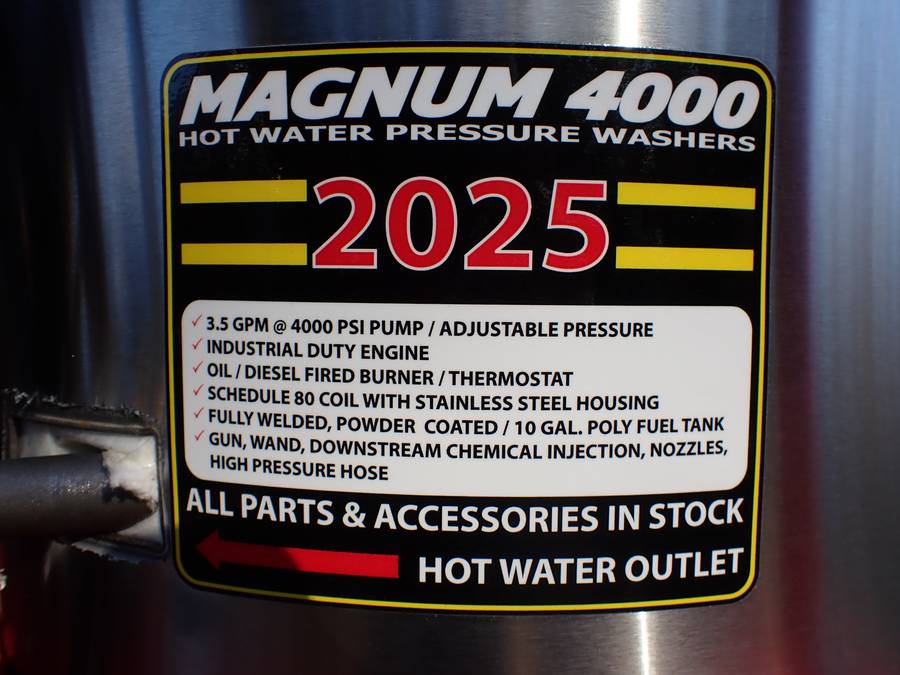 MAGNUM 4000
HOT WATER PRESSURE WASHERS
2025
✓ 3.5 GPM @ 4000 PSI PUMP / ADJUSTABLE PRESSURE
✓ INDUSTRIAL DUTY ENGINE
✓ OIL / DIESEL FIRED BURNER / THERMOSTAT
✓ SCHEDULE 80 COIL WITH STAINLESS STEEL HOUSING
✓ FULLY WELDED, POWDER COATED / 10 GAL. POLY FUEL TANK
✓ GUN, WAND, DOWNSTREAM CHEMICAL INJECTION, NOZZLES,
HIGH PRESSURE HOSE
ALL PARTS & ACCESSORIES IN STOCK
HOT WATER OUTLET